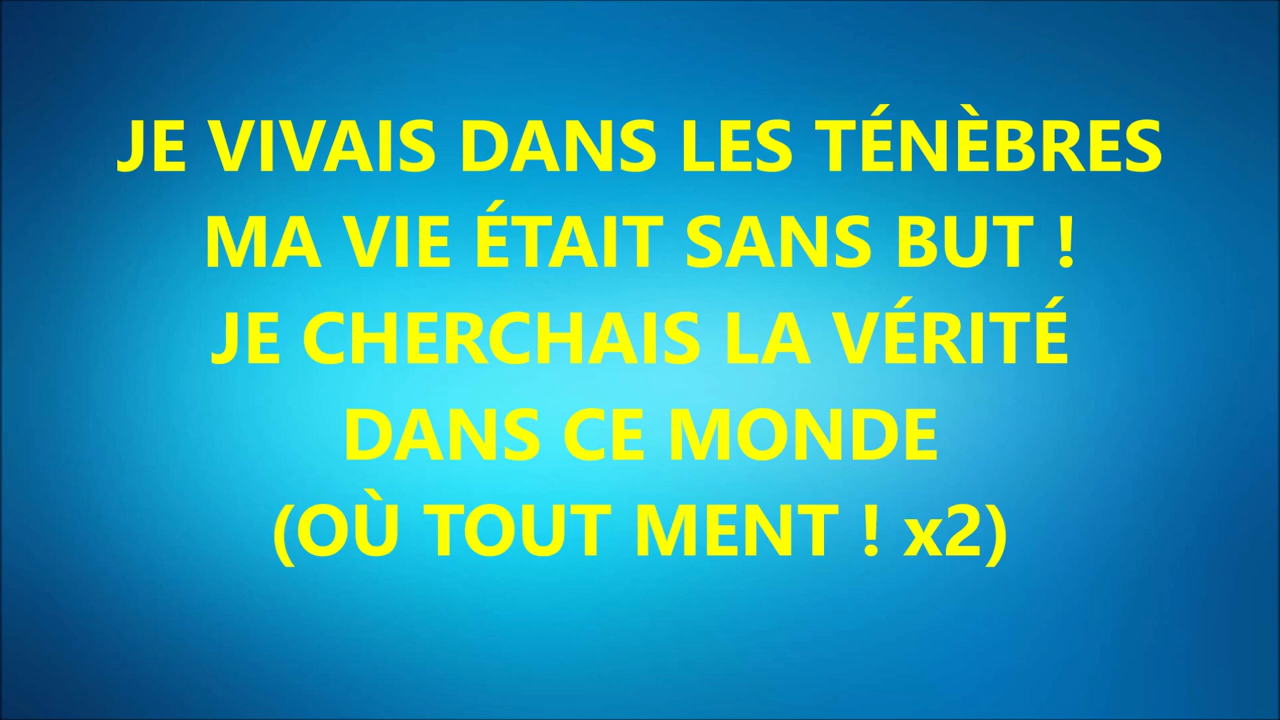 JE VIVAIS DANS LES TÉNÈBRES
MA VIE ÉTAIT SANS BUT !
JE CHERCHAIS LA VÉRITÉ
DANS CE MONDE
(OÙ TOUT MENT ! x2)